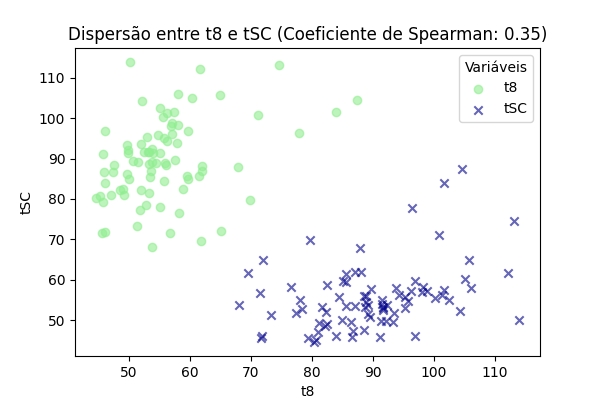 Dispersão entre t8 e tSC (Coeficiente de Spearman: 0.35)
Variáveis
t8
tSC
tSC
110
100
90
80
70
60
50
50 60 70 80 90 100 110
t8